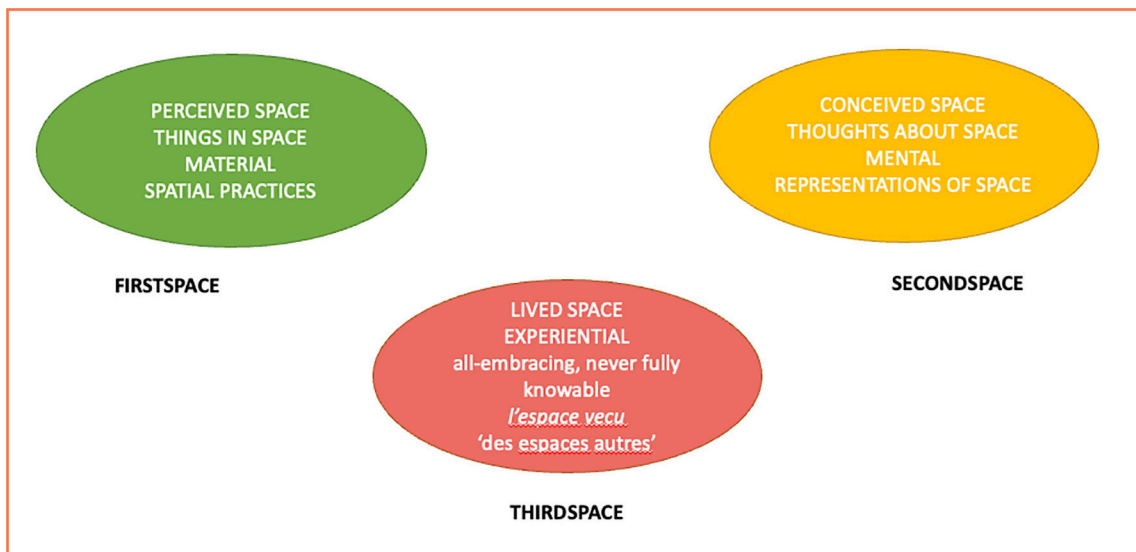 PERCEIVED SPACE
THINGS IN SPACE
MATERIAL
SPATIAL PRACTICES
FIRSTSPACE
CONCEIVED SPACE
THOUGHTS ABOUT SPACE
MENTAL
REPRESENTATIONS OF SPACE
SECONDSPACE
LIVED SPACE
EXPERIENTIAL
all-embracing, never fully
knowable
l’espace vecu
‘des espaces autres’
THIRDSPACE